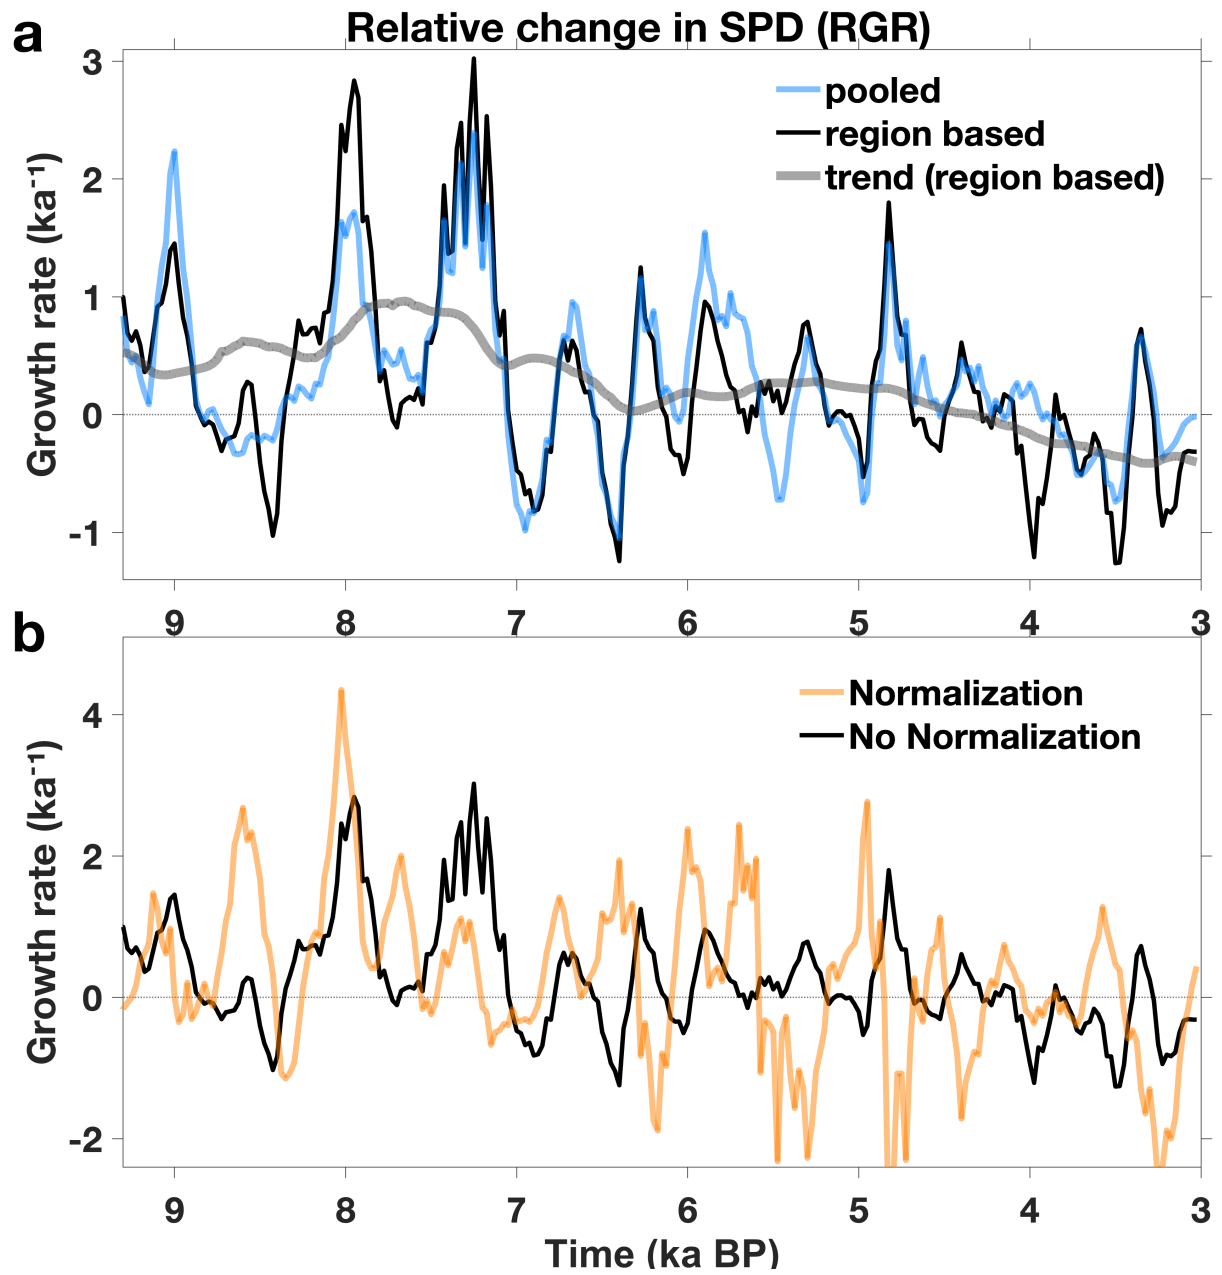 a
Relative change in SPD (RGR)
3
2
1
0
-1
Growth rate (ka⁻¹)
pooled
region based
trend (region based)
9 8 7 6 5 4 3
b
4
2
0
-2
Growth rate (ka⁻¹)
Normalization
No Normalization
9 8 7 6 5 4 3
Time (ka BP)